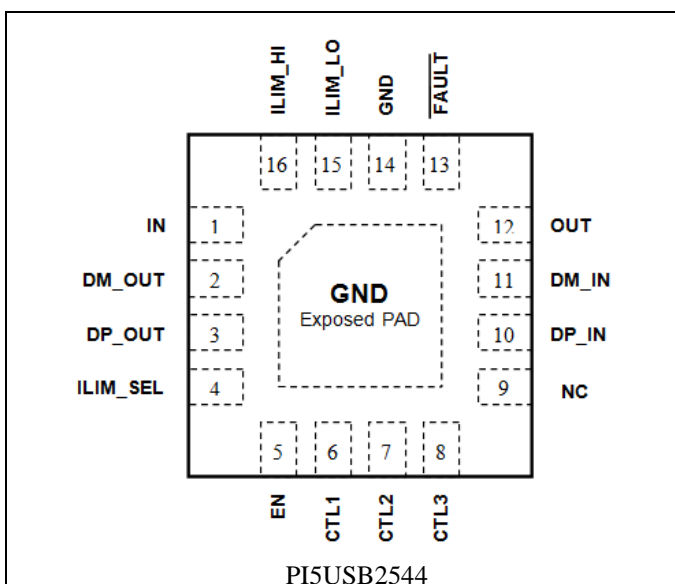 ILIM_HI
ILIM_LO
GND
FAULT
16
15
14
13
IN 1
12 OUT
DM_OUT 2
11 DM_IN
GND
Exposed PAD
DP_OUT 3
10 DP_IN
ILIM_SEL 4
9 NC
5
6
7
8
EN
CTL1
CTL2
CTL3
PI5USB2544